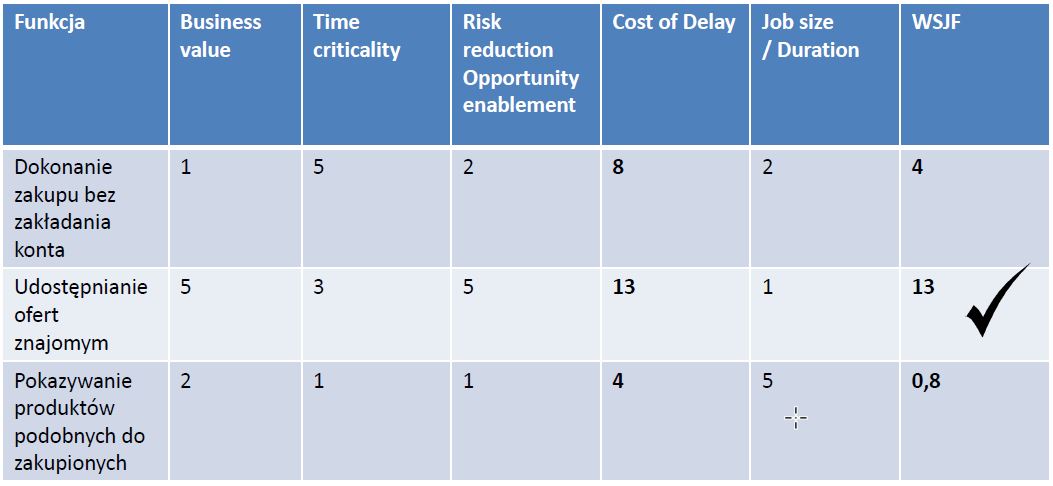 Funkcja
Business
value
Time
criticality
Risk
reduction
Opportunity
enablement
Cost of Delay
Job size
/ Duration
WSJF
Dokonanie
zakupu bez
zakładania
konta
1
5
2
8
2
4
Udostępnianie
ofert
znajomym
5
3
5
13
1
13
Pokazywanie
produktów
podobnych do
zakupionych
2
1
1
4
5
0,8